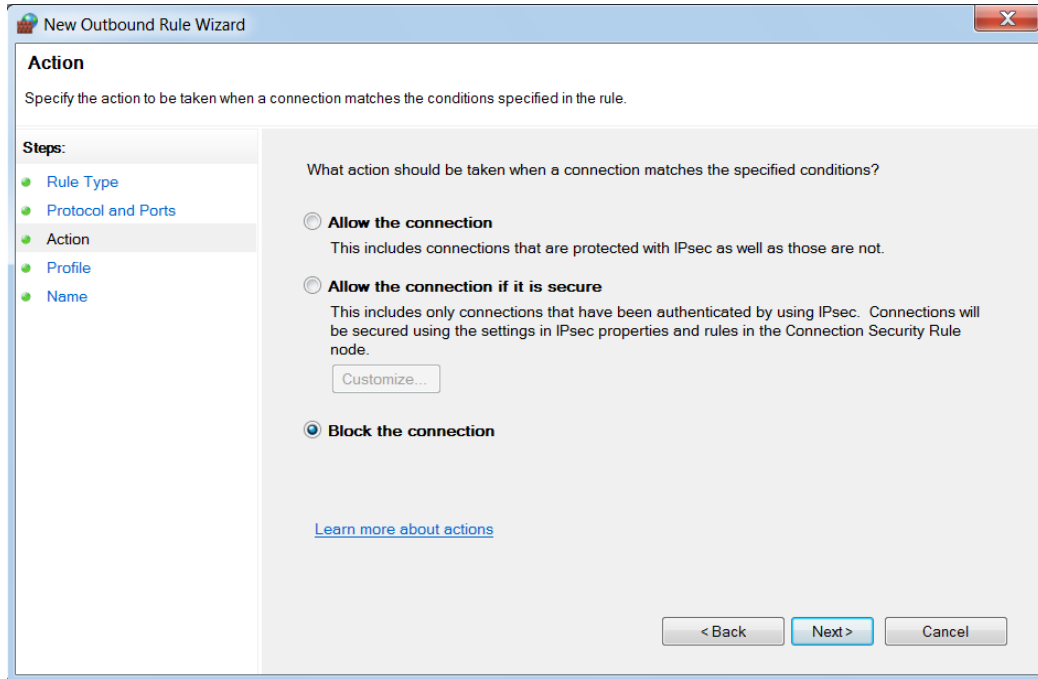 New Outbound Rule Wizard
X
Action
Specify the action to be taken when a connection matches the conditions specified in the rule.
Steps:
Rule Type
Protocol and Ports
Action
Profile
Name
What action should be taken when a connection matches the specified conditions?
Allow the connection
This includes connections that are protected with IPsec as well as those are not.
Allow the connection if it is secure
This includes only connections that have been authenticated by using IPsec.  Connections will
be secured using the settings in IPsec properties and rules in the Connection Security Rule
node.
Customize...
Block the connection
Learn more about actions
< Back
Next >
Cancel